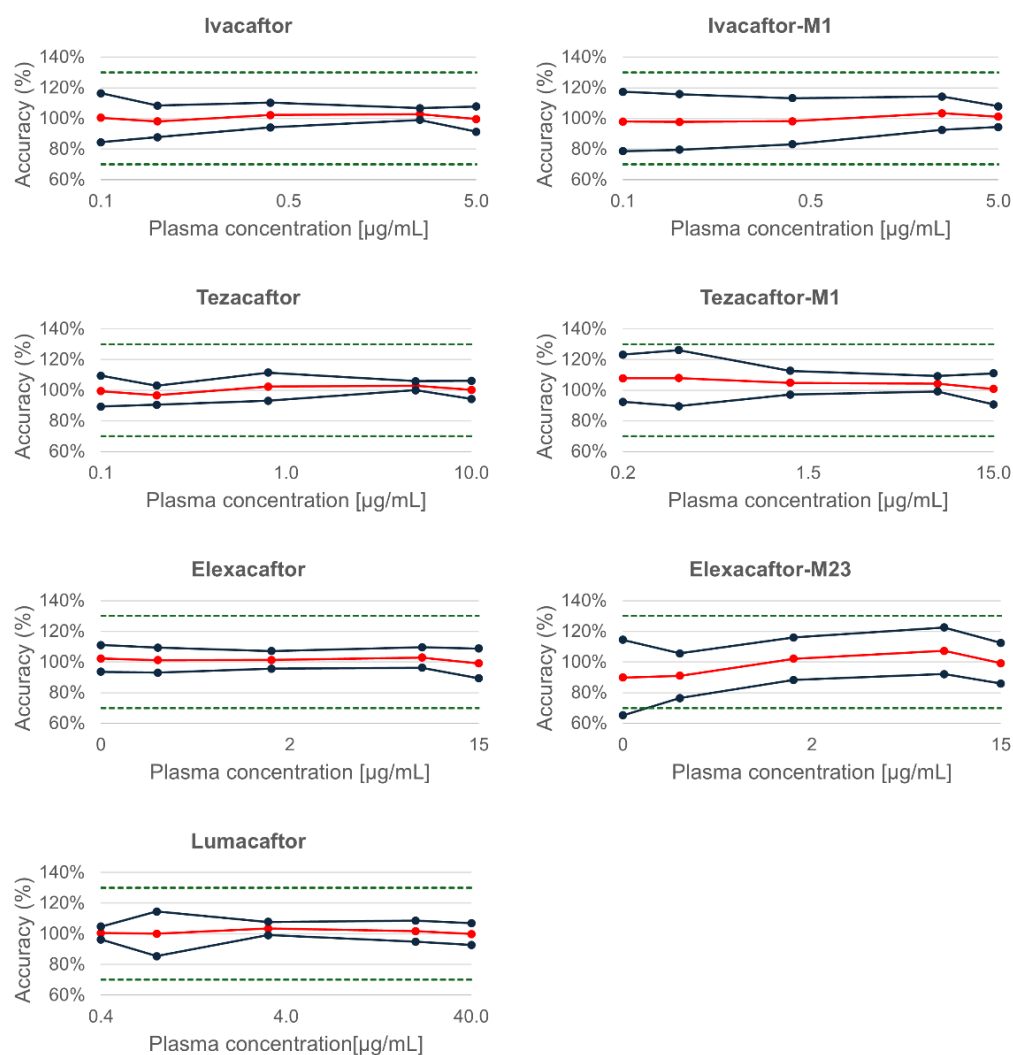 Ivacaftor
Accuracy (%)
140%
120%
100%
80%
60%
0.1 0.5 5.0
Plasma concentration [µg/mL]
Ivacaftor-M1
Accuracy (%)
140%
120%
100%
80%
60%
0.1 0.5 5.0
Plasma concentration [µg/mL]
Tezacaftor
Accuracy (%)
140%
120%
100%
80%
60%
0.1 1.0 10.0
Plasma concentration [µg/mL]
Tezacaftor-M1
Accuracy (%)
140%
120%
100%
80%
60%
0.2 1.5 15.0
Plasma concentration [µg/mL]
Elexacaftor
Accuracy (%)
140%
120%
100%
80%
60%
0 2 15
Plasma concentration [µg/mL]
Elexacaftor-M23
Accuracy (%)
140%
120%
100%
80%
60%
0 2 15
Plasma concentration [µg/mL]
Lumacaftor
Accuracy (%)
140%
120%
100%
80%
60%
0.4 4.0 40.0
Plasma concentration[µg/mL]